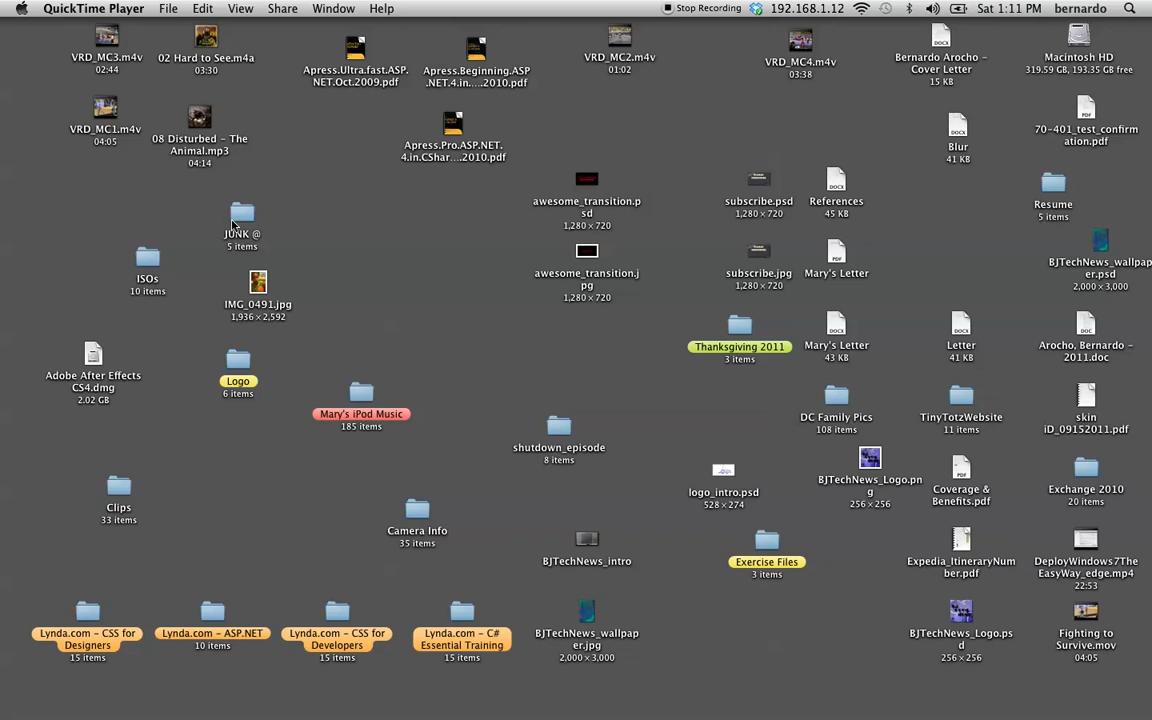 QuickTime Player File Edit View Share Window Help Stop Recording 192.168.1.12 Sat 1:11 PM bernardo
VRD_MC3.m4v
02:44
02 Hard to See.m4a
03:30
Apress.Ultra.fast.ASP.
NET.Oct.2009.pdf
Apress.Beginning.ASP
.NET.4.in....2010.pdf
VRD_MC2.m4v
01:02
VRD_MC4.m4v
03:38
Bernardo Arocho -
Cover Letter
15 KB
Macintosh HD
319.59 GB, 193.35 GB free
VRD_MC1.m4v
04:05
08 Disturbed - The
Animal.mp3
04:14
Apress.Pro.ASP.NET.
4.in.CShar...2010.pdf
DOCX
Blur
41 KB
PDF
70-401_test_confirm
ation.pdf
JUNK @
5 items
awesome_transition.p
sd
1,280 × 720
subscribe.psd
1,280 × 720
DOCX
References
45 KB
Resume
5 items
ISOs
10 items
IMG_0491.jpg
1,936 × 2,592
awesome_transition.j
pg
1,280 × 720
subscribe.jpg
1,280 × 720
PDF
Mary's Letter
BJTechNews_wallpap
er.psd
2,000 × 3,000
Adobe After Effects
CS4.dmg
2.02 GB
Logo
6 items
Mary's iPod Music
185 items
Thanksgiving 2011
3 items
DOCX
Mary's Letter
43 KB
DOCX
Letter
41 KB
DOC
Arocho, Bernardo -
2011.doc
shutdown_episode
8 items
DC Family Pics
108 items
TinyTotzWebsite
11 items
skin
iD_09152011.pdf
Clips
33 items
Camera Info
35 items
logo_intro.psd
528 × 274
BJTechNews_Logo.pn
g
256 × 256
PDF
Coverage &
Benefits.pdf
Exchange 2010
20 items
BJTechNews_intro
Exercise Files
3 items
Expedia_ItineraryNum
ber.pdf
DeployWindows7The
EasyWay_edge.mp4
22:53
Lynda.com - CSS for
Designers
15 items
Lynda.com - ASP.NET
10 items
Lynda.com - CSS for
Developers
15 items
Lynda.com - C#
Essential Training
15 items
BJTechNews_wallpap
er.jpg
2,000 × 3,000
BJTechNews_Logo.ps
d
256 × 256
Fighting to
Survive.mov
04:05